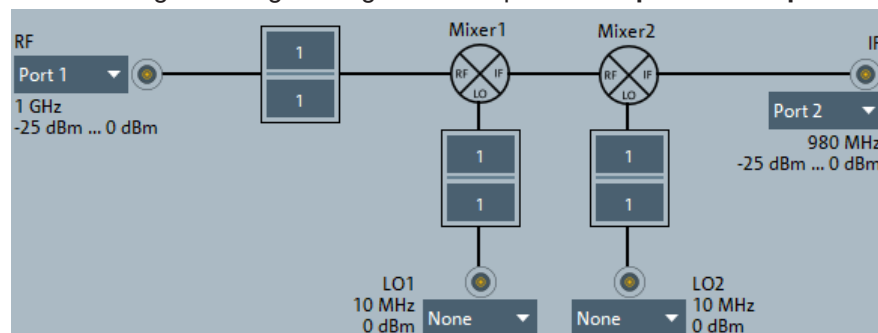 RF
Port 1
1 GHz
-25 dBm ... 0 dBm
1
1
Mixer1
RF IF
LO
Mixer2
RF IF
LO
IF
Port 2
980 MHz
-25 dBm ... 0 dBm
1
1
1
1
LO1
10 MHz
0 dBm
None
None
LO2
10 MHz
0 dBm